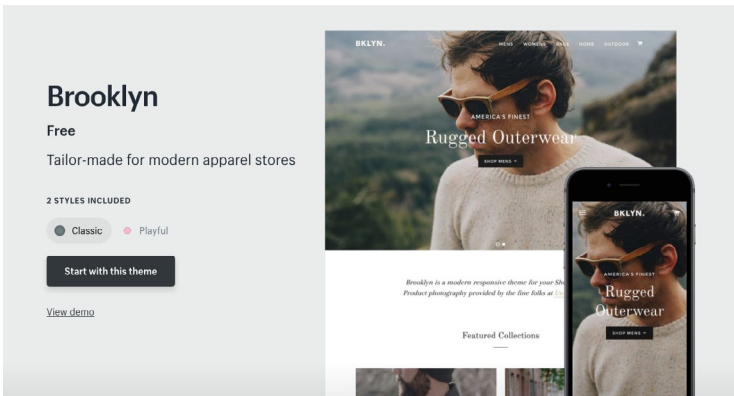 Brooklyn
Free
Tailor-made for modern apparel stores
2 STYLES INCLUDED
Classic
Playful
Start with this theme
View demo
BKLYN.
MENS WOMENS SALE HOME OUTDOOR
AMERICA'S FINEST
Rugged Outerwear
SHOP MENS
Brooklyn is a modern responsive theme for your
Product photography provided by the fine folks at
Featured Collections
BKLYN.
AMERICA'S FINEST
Rugged
Outerwear
SHOP MENS